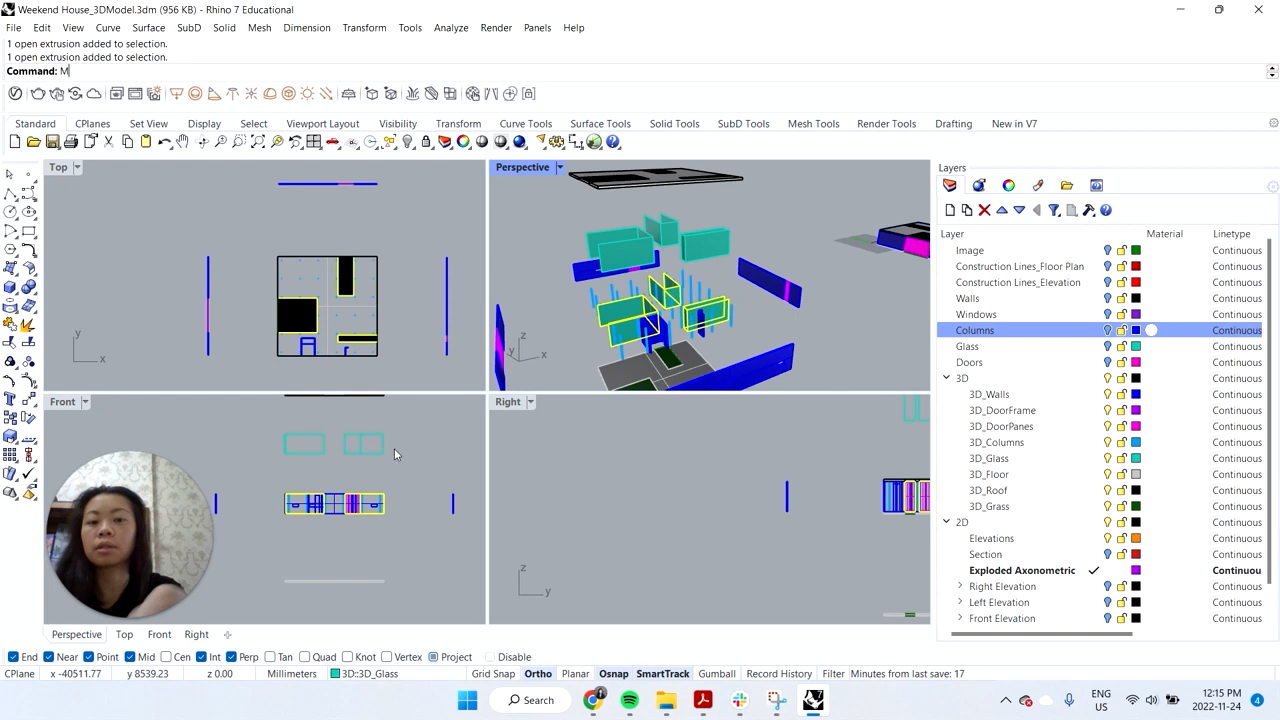 Weekend House_3DModel.3dm (956 KB) - Rhino 7 Educational
File Edit View Curve Surface SubD Solid Mesh Dimension Transform Tools Analyze Render Panels Help
1 open extrusion added to selection.
1 open extrusion added to selection.
Command: M
Standard CPlanes Set View Display Select Viewport Layout Visibility Transform Curve Tools Surface Tools Solid Tools SubD Tools Mesh Tools Render Tools Drafting New in V7
Top
y
x
Perspective
z
y
x
Front
Right
z
y
Layers
Layer Material Linetype
Image Continuous
Construction Lines_Floor Plan Continuous
Construction Lines_Elevation Continuous
Walls Continuous
Windows Continuous
Columns Continuous
Glass Continuous
Doors Continuous
3D Continuous
3D_Walls Continuous
3D_DoorFrame Continuous
3D_DoorPanes Continuous
3D_Columns Continuous
3D_Glass Continuous
3D_Floor Continuous
3D_Roof Continuous
3D_Grass Continuous
2D Continuous
Elevations Continuous
Section Continuous
Exploded Axonometric Continuou
Right Elevation Continuous
Left Elevation Continuous
Front Elevation Continuous
Perspective Top Front Right
End Near Point Mid Cen Int Perp Tan Quad Knot Vertex Project Disable
CPlane x -40511.77 y 8539.23 z 0.00 Millimeters 3D::3D_Glass Grid Snap Ortho Planar Osnap SmartTrack Gumball Record History Filter Minutes from last save: 17
Search
ENG
US
12:15 PM
2022-11-24
4